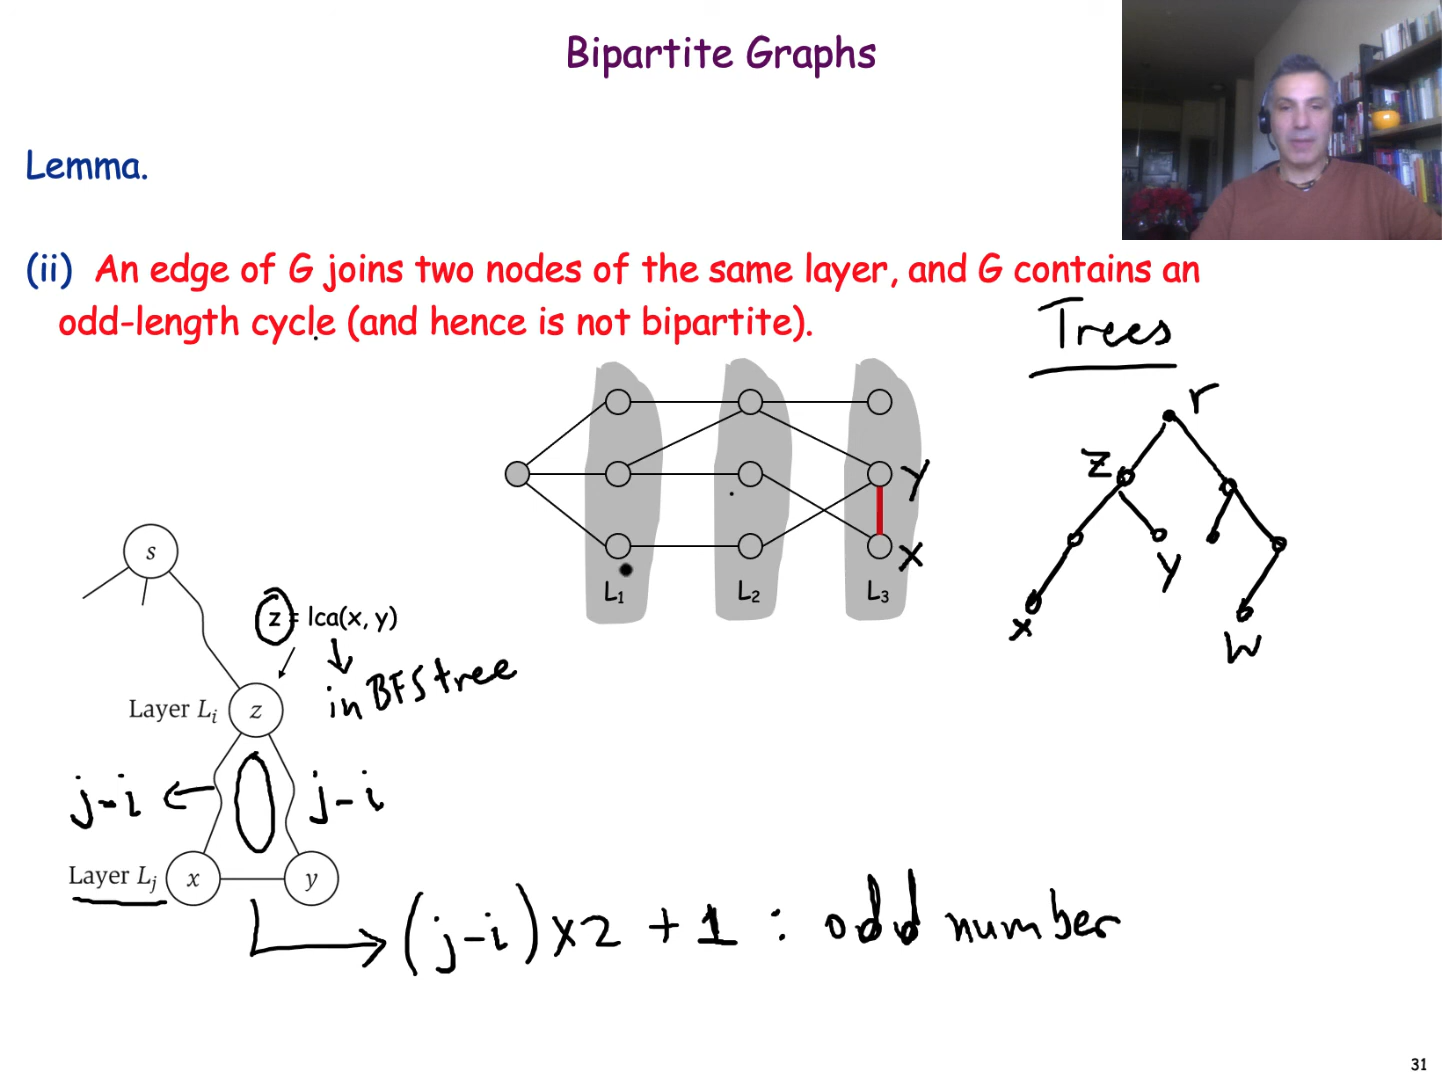 Bipartite Graphs
Lemma.
(ii) An edge of G joins two nodes of the same layer, and G contains an
odd-length cycle (and hence is not bipartite).
Trees
r
z
y
x
w
y
x
L1 L2 L3
s
z = lca(x, y)
in BFS tree
Layer Li z
j-i j-i
Layer Lj x y
(j-i)x2 + 1 : odd number
31